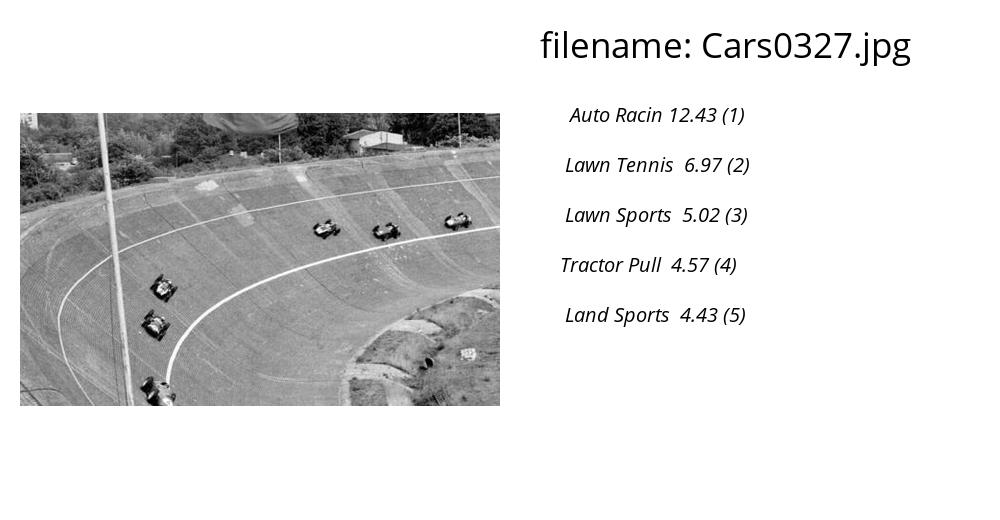 filename: Cars0327.jpg
Auto Racin 12.43 (1)
Lawn Tennis 6.97 (2)
Lawn Sports 5.02 (3)
Tractor Pull 4.57 (4)
Land Sports 4.43 (5)